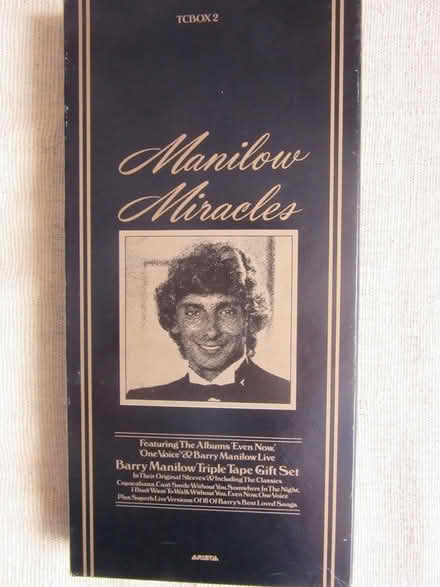 TCBOX 2
Manilow
Miracles
Featuring The Albums 'Even Now,'
'One Voice' & Barry Manilow Live
Barry Manilow Triple Tape Gift Set
In Their Original Sleeves & Including The Classics
Copacabana, Can't Smile Without You, Somewhere In The Night,
I Don't Want To Walk Without You, Even Now, One Voice
Plus Superb Live Versions Of 18 Of Barry's Best Loved Songs.
ARISTA